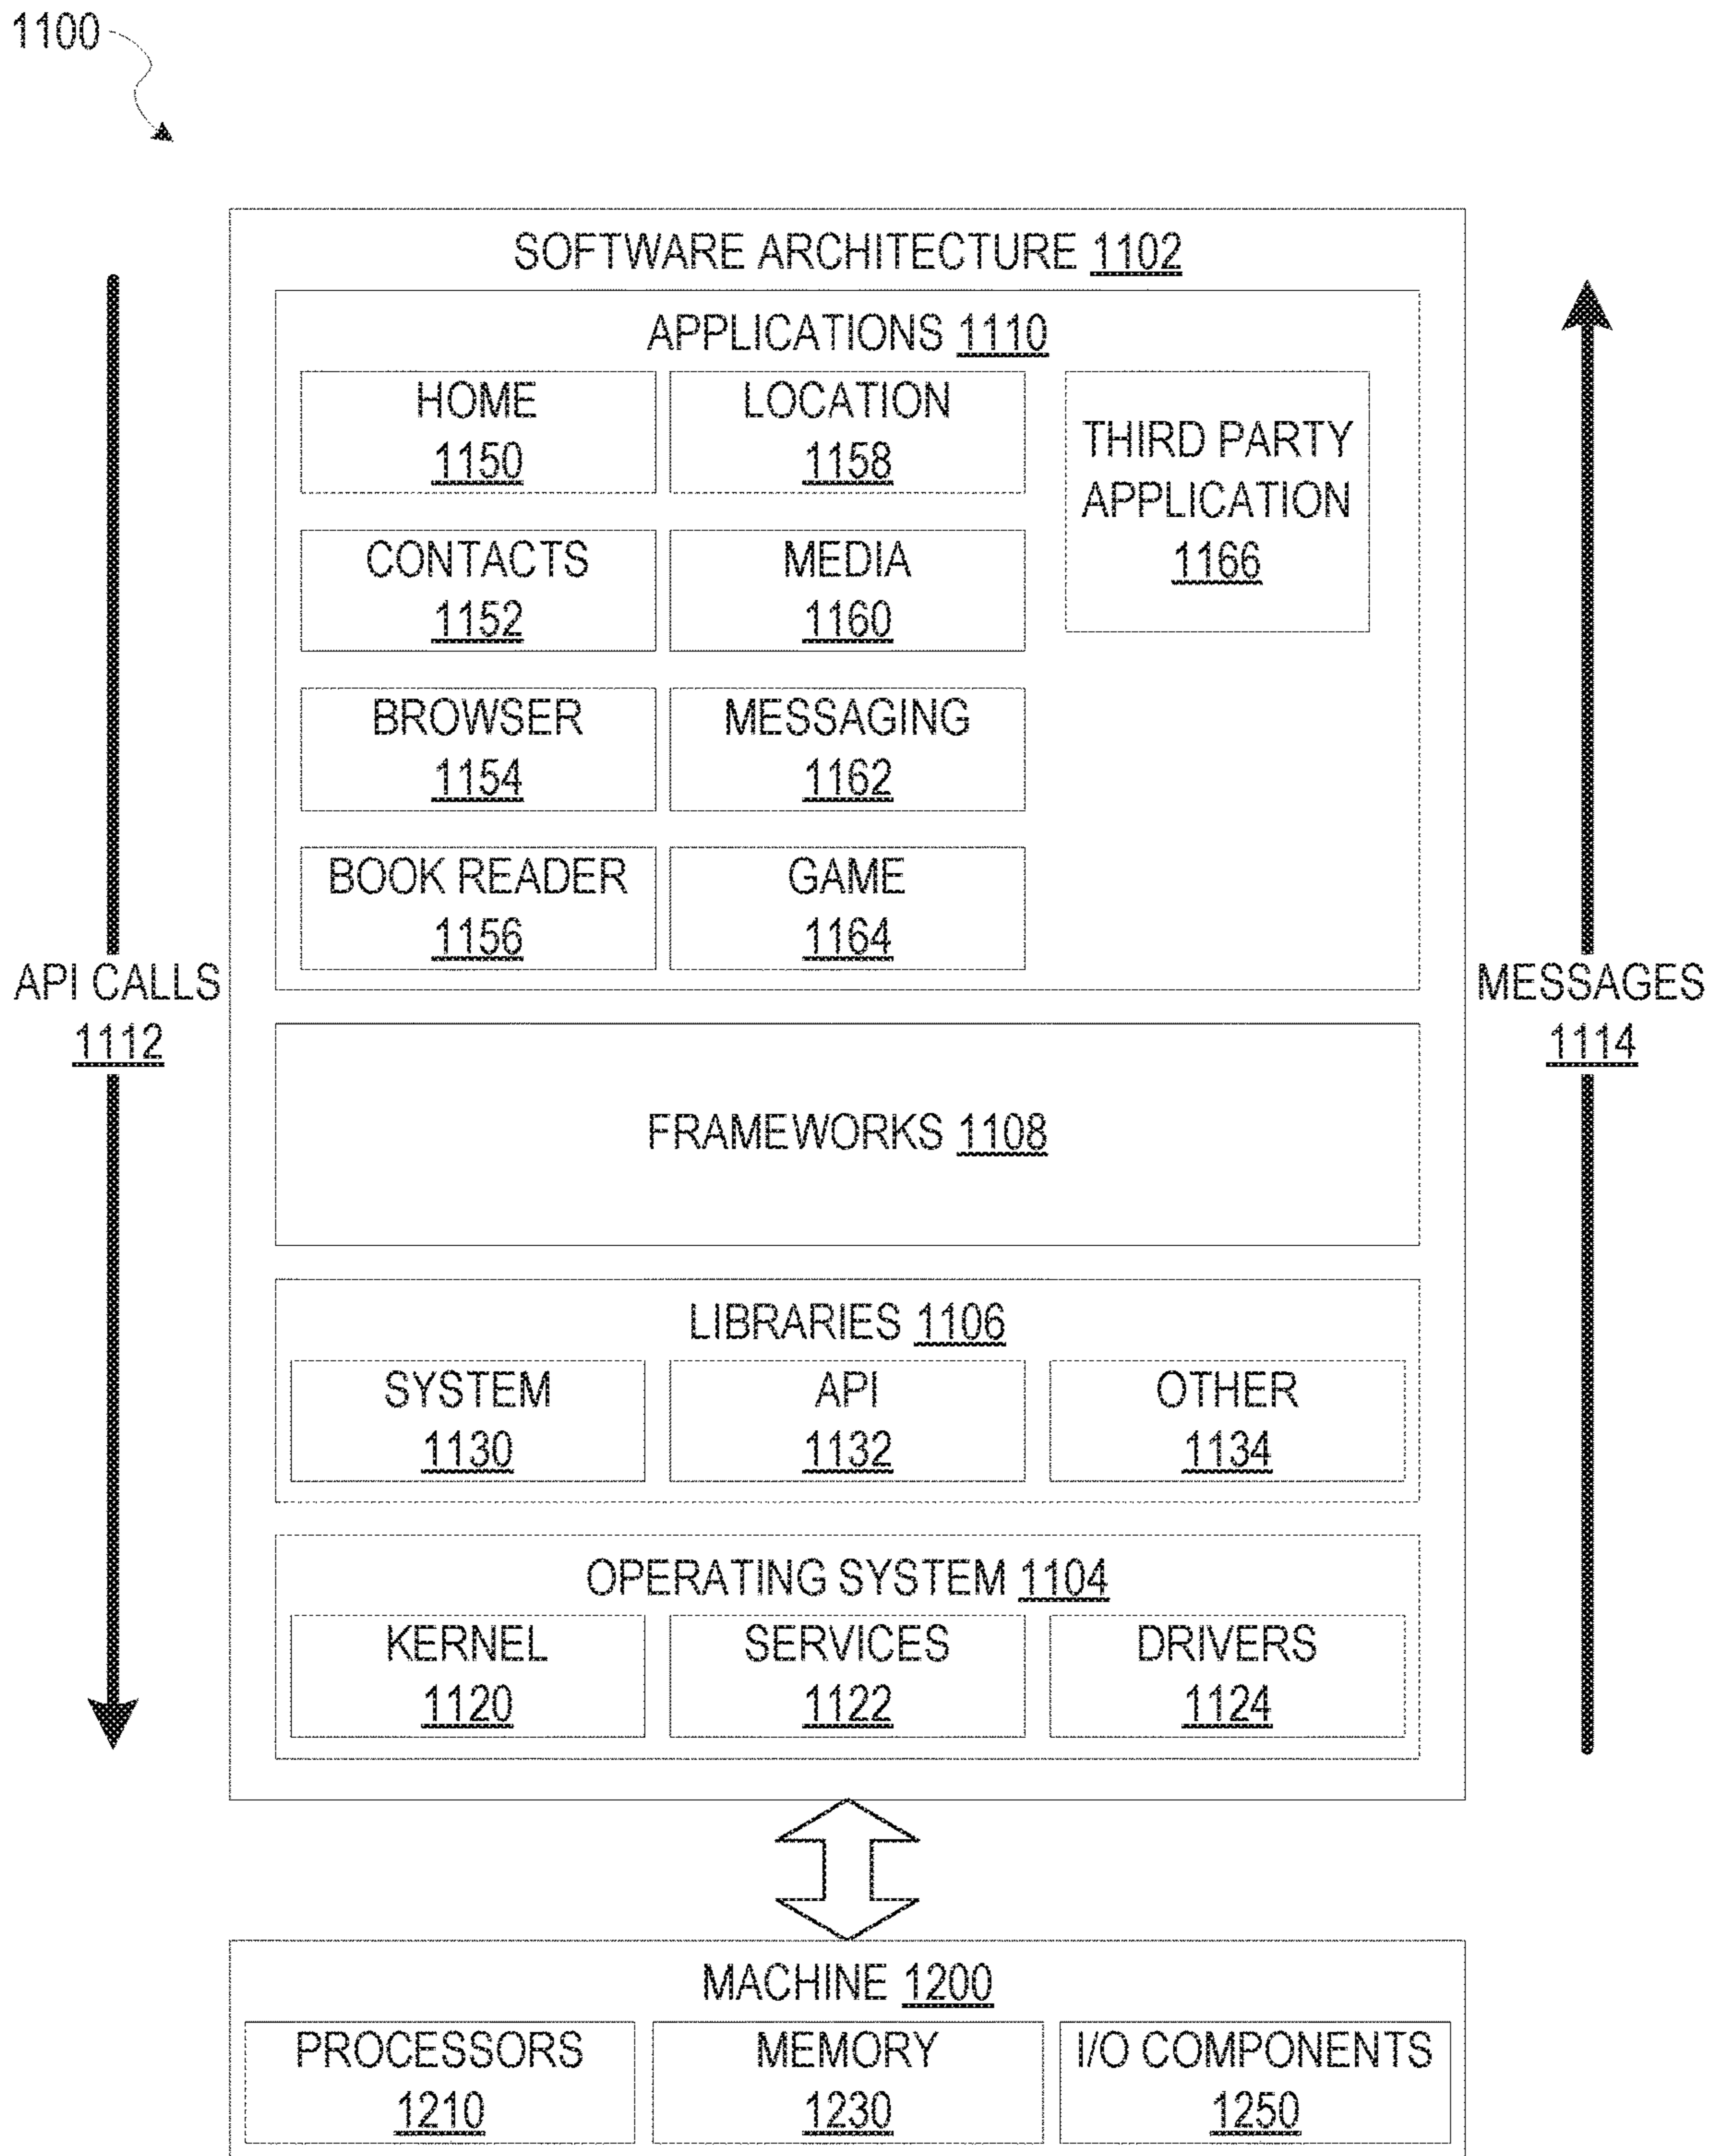 1100
SOFTWARE ARCHITECTURE 1102
APPLICATIONS 1110
HOME
1150
LOCATION
1158
THIRD PARTY
APPLICATION
1166
CONTACTS
1152
MEDIA
1160
BROWSER
1154
MESSAGING
1162
BOOK READER
1156
GAME
1164
API CALLS
1112
MESSAGES
1114
FRAMEWORKS 1108
LIBRARIES 1106
SYSTEM
1130
API
1132
OTHER
1134
OPERATING SYSTEM 1104
KERNEL
1120
SERVICES
1122
DRIVERS
1124
MACHINE 1200
PROCESSORS
1210
MEMORY
1230
I/O COMPONENTS
1250